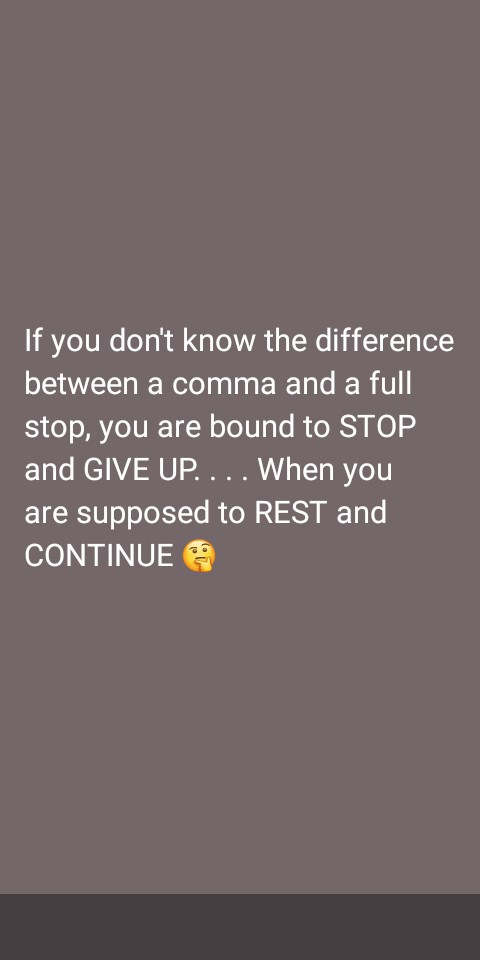 If you don't know the difference
between a comma and a full
stop, you are bound to STOP
and GIVE UP. . . . When you
are supposed to REST and
CONTINUE 🤔